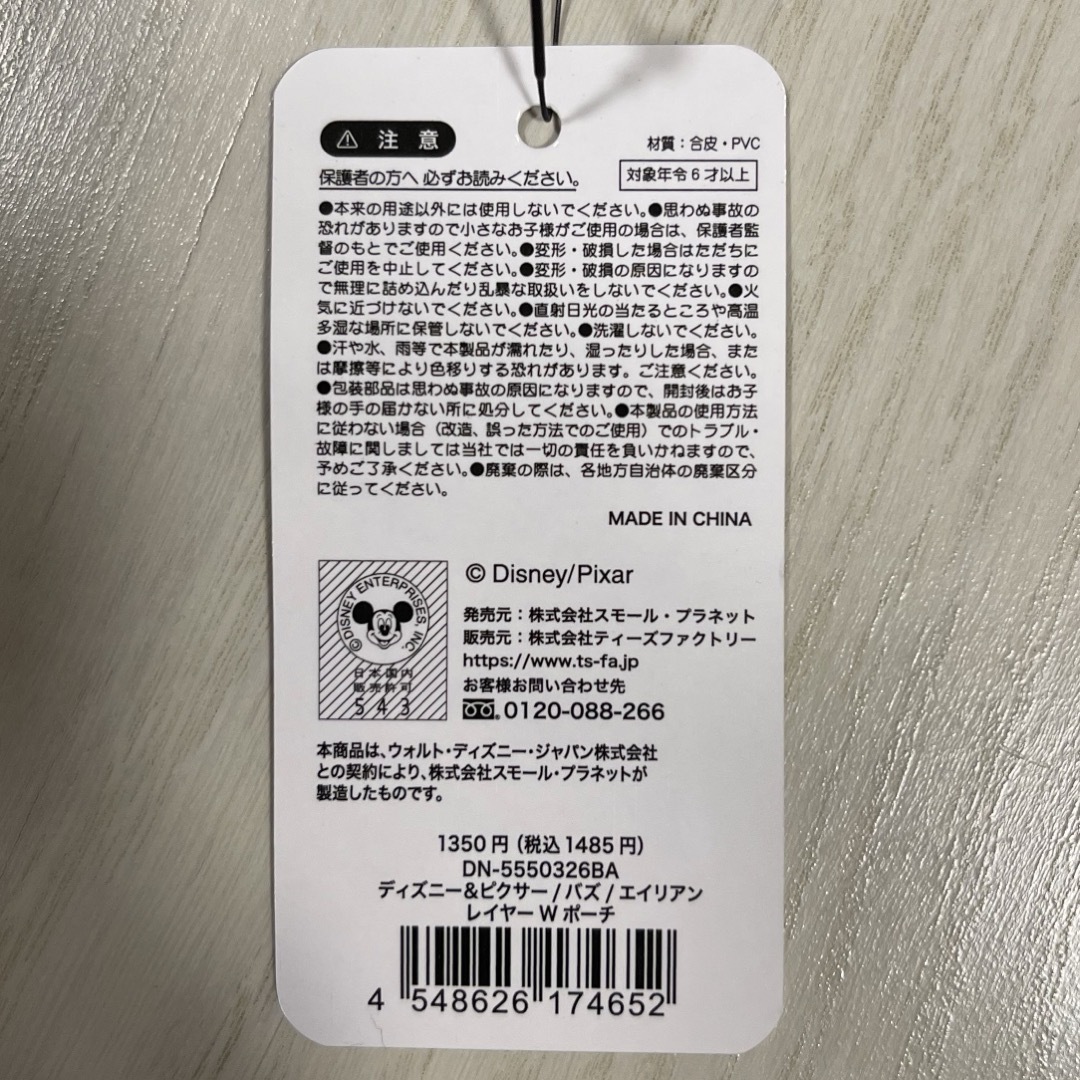 ⚠ 注意
材質：合皮・PVC
保護者の方へ 必ずお読みください。
対象年令6才以上
●本来の用途以外には使用しないでください。●思わぬ事故の
恐れがありますので小さなお子様がご使用の場合は、保護者監
督のもとでご使用ください。●変形・破損した場合はただちに
ご使用を中止してください。●変形・破損の原因になりますの
で無理に詰め込んだり乱暴な取扱いをしないでください。●火
気に近づけないでください。●直射日光の当たるところや高温
多湿な場所に保管しないでください。●洗濯しないでください。
●汗や水、雨等で本製品が濡れたり、湿ったりした場合、また
は摩擦等により色移りする恐れがあります。ご注意ください。
●包装部品は思わぬ事故の原因になりますので、開封後はお子
様の手の届かない所に処分してください。●本製品の使用方法
に従わない場合（改造、誤った方法でのご使用）でのトラブル・
故障に関しましては当社では一切の責任を負いかねますので、
予めご了承ください。●廃棄の際は、各地方自治体の廃棄区分
に従ってください。
MADE IN CHINA
©DISNEY ENTERPRISES, INC.
日本国内
販売許可
543
© Disney/Pixar
発売元：株式会社スモール・プラネット
販売元：株式会社ティーズファクトリー
https://www.ts-fa.jp
お客様お問い合わせ先
0120-088-266
本商品は、ウォルト・ディズニー・ジャパン株式会社
との契約により、株式会社スモール・プラネットが
製造したものです。
1350円（税込1485円）
DN-5550326BA
ディズニー&ピクサー / バズ / エイリアン
レイヤー W ポーチ
4 548626 174652